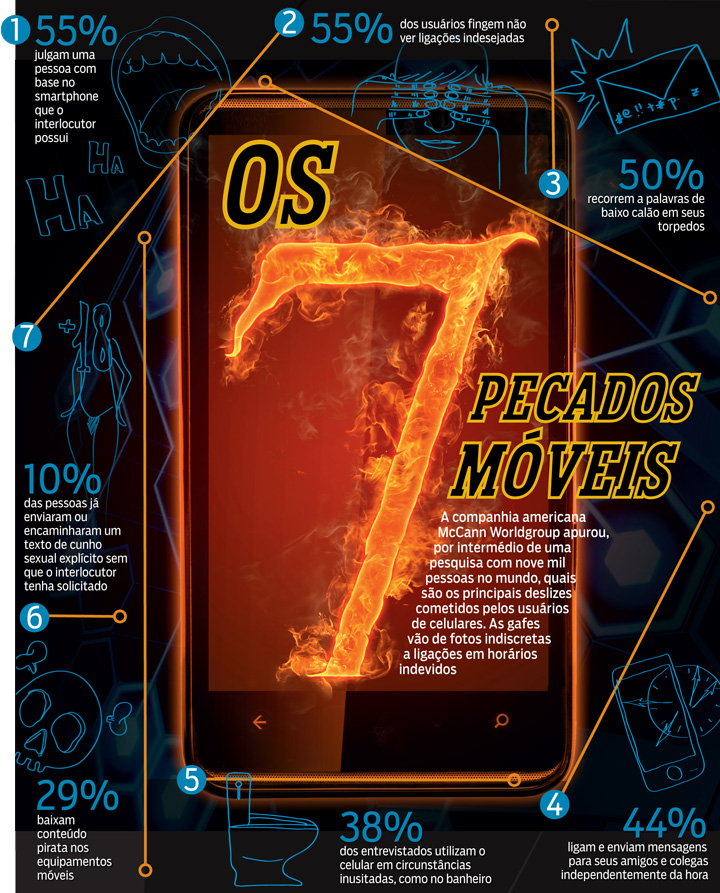 1 55%
julgam uma
pessoa com
base no
smartphone
que o
interlocutor
possui
2 55% dos usuários fingem não
ver ligações indesejadas
HA
HA
@!!
3
50%
recorrem a palavras de
baixo calão em seus
torpedos
OS
7
PECADOS
MÓVEIS
A companhia americana
McCann Worldgroup apurou,
por intermédio de uma
pesquisa com nove mil
pessoas no mundo, quais
são os principais deslizes
cometidos pelos usuários
de celulares. As gafes
vão de fotos indiscretas
a ligações em horários
indevidos
4
44%
ligam e enviam mensagens
para seus amigos e colegas
independentemente da hora
5
38%
dos entrevistados utilizam o
celular em circunstâncias
inusitadas, como no banheiro
6
29%
baixam
conteúdo
pirata nos
equipamentos
móveis
7
+18
10%
das pessoas já
enviaram ou
encaminharam um
texto de cunho
sexual explícito sem
que o interlocutor
tenha solicitado